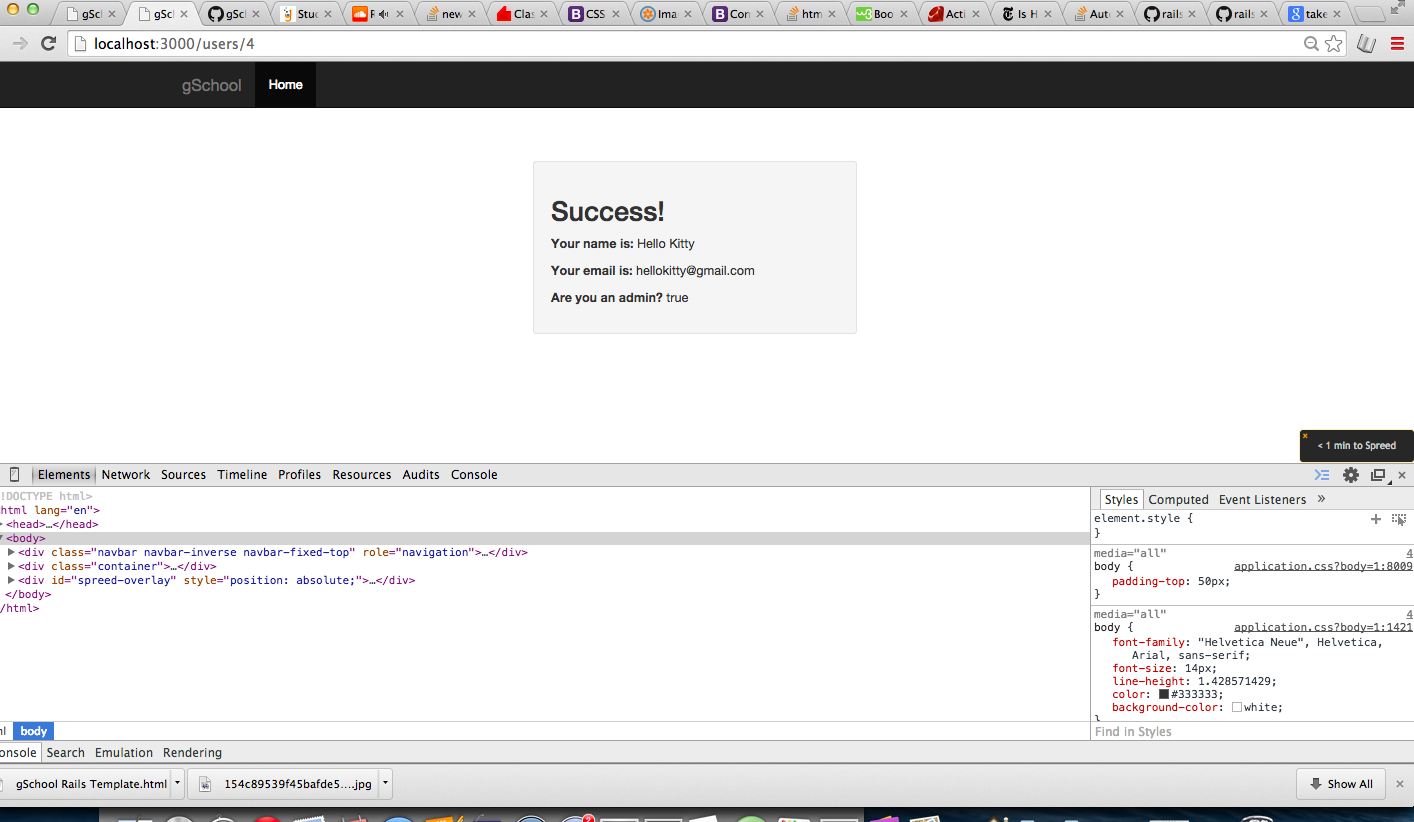 gScl gScl gScl Stuc F new Clas CSS Ima Con htm Boo Acti Is H Aut rails rails take
localhost:3000/users/4
gSchool Home
Success!
Your name is: Hello Kitty
Your email is: hellokitty@gmail.com
Are you an admin? true
< 1 min to Spreed
Elements Network Sources Timeline Profiles Resources Audits Console
!DOCTYPE html>
html lang="en">
<head>…</head>
<body>
<div class="navbar navbar-inverse navbar-fixed-top" role="navigation">…</div>
<div class="container">…</div>
<div id="spreed-overlay" style="position: absolute;">…</div>
</body>
/html>
Styles Computed Event Listeners »
element.style {
}
media="all" 4
body { application.css?body=1:8009
padding-top: 50px;
}
media="all" 4
body { application.css?body=1:1421
font-family: "Helvetica Neue", Helvetica,
Arial, sans-serif;
font-size: 14px;
line-height: 1.428571429;
color: #333333;
background-color: white;
}
Find in Styles
ml body
onsole Search Emulation Rendering
gSchool Rails Template.html 154c89539f45bafde5....jpg Show All
2